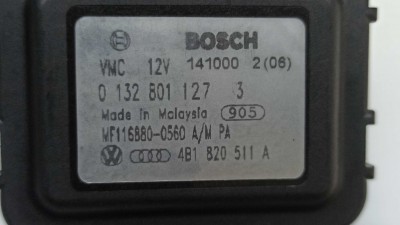 BOSCH
VMC 12V 141000 2(06)
0 132 801 127 3
Made in Malaysia 905
MF116880-0560 A/M PA
4B1 820 511 A